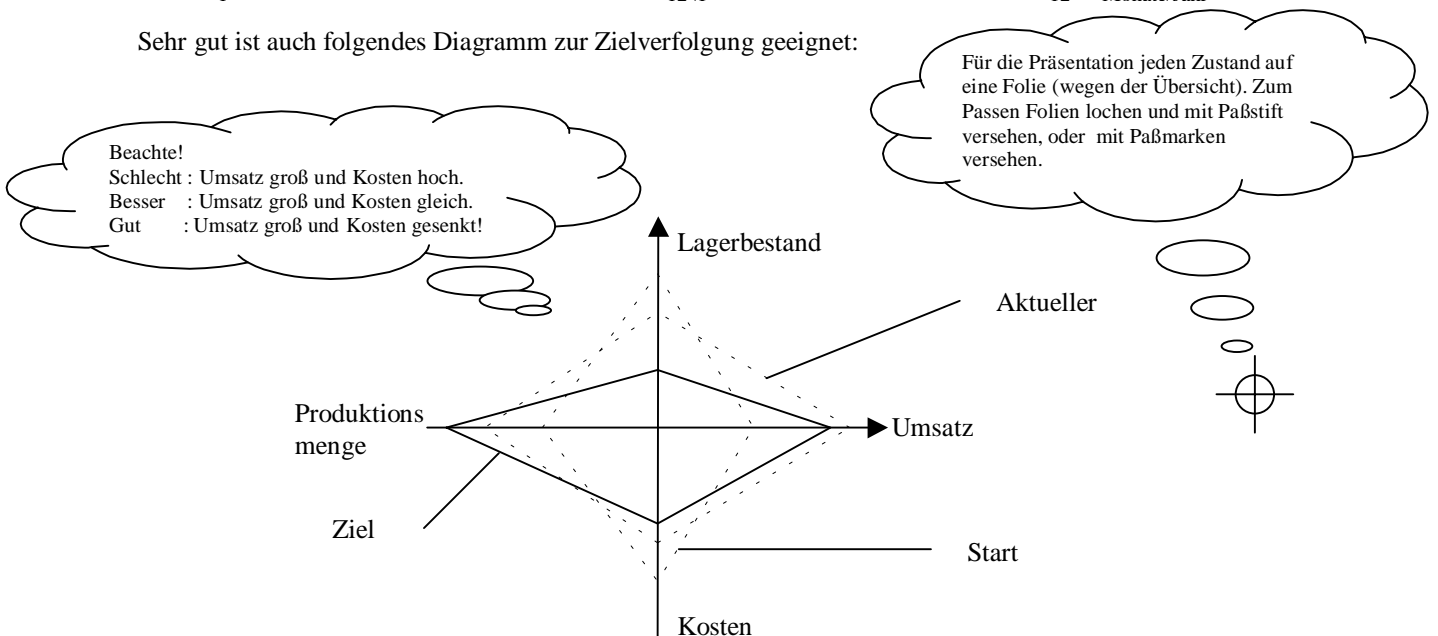 Sehr gut ist auch folgendes Diagramm zur Zielverfolgung geeignet:
Für die Präsentation jeden Zustand auf
eine Folie (wegen der Übersicht). Zum
Passen Folien lochen und mit Paßstift
versehen, oder mit Paßmarken
versehen.
Beachte!
Schlecht : Umsatz groß und Kosten hoch.
Besser : Umsatz groß und Kosten gleich.
Gut : Umsatz groß und Kosten gesenkt!
Lagerbestand
Aktueller
Produktions
menge
Umsatz
Ziel
Start
Kosten